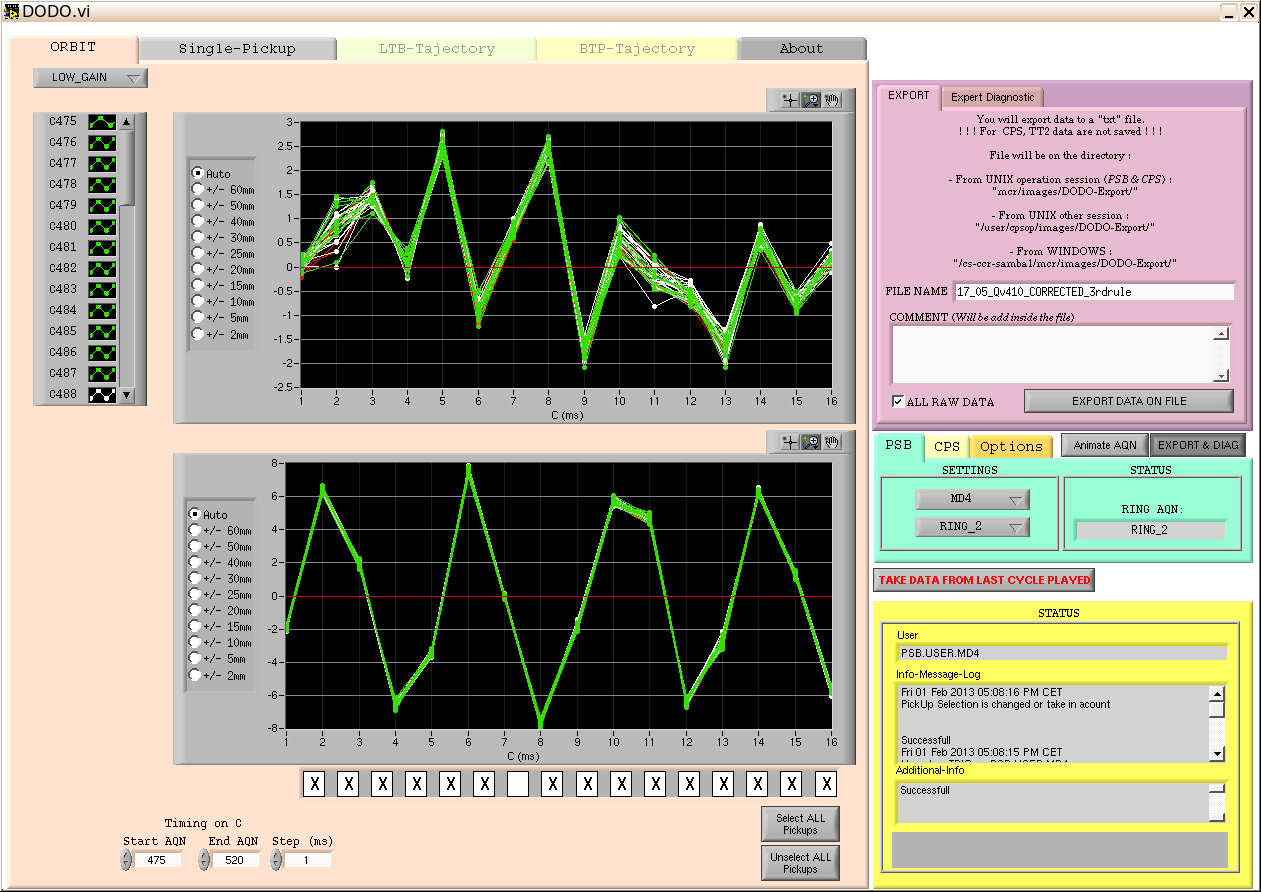 DODO.vi
ORBIT
Single-Pickup
LTB-Tajectory
BTP-Tajectory
About
LOW_GAIN
C475
C476
C477
C478
C479
C480
C481
C482
C483
C484
C485
C486
C487
C488
Auto
+/- 60mm
+/- 50mm
+/- 40mm
+/- 30mm
+/- 25mm
+/- 20mm
+/- 15mm
+/- 10mm
+/- 5mm
+/- 2mm
3
2.5
2
1.5
1
0.5
0
-0.5
-1
-1.5
-2
-2.5
1 2 3 4 5 6 7 8 9 10 11 12 13 14 15 16
C (ms)
Auto
+/- 60mm
+/- 50mm
+/- 40mm
+/- 30mm
+/- 25mm
+/- 20mm
+/- 15mm
+/- 10mm
+/- 5mm
+/- 2mm
8
6
4
2
0
-2
-4
-6
-8
1 2 3 4 5 6 7 8 9 10 11 12 13 14 15 16
C (ms)
X X X X X X X X X X X X X X X
Timing on C
Start AQN End AQN Step (ms)
475 520 1
Select ALL
Pickups
Unselect ALL
Pickups
EXPORT
Expert Diagnostic
You will export data to a "txt" file.
! ! ! For CPS, TT2 data are not saved ! ! !
File will be on the directory :
- From UNIX operation session (PSB & CPS) :
"mcr/images/DODO-Export/"
- From UNIX other session :
"/user/cpsop/images/DODO-Export/"
- From WINDOWS :
"/cs-ccr-samba1/mcr/images/DODO-Export/"
FILE NAME 17_05_Qv410_CORRECTED_3rdrule
COMMENT (Will be add inside the file)
ALL RAW DATA
EXPORT DATA ON FILE
PSB
CPS
Options
Animate AQN
EXPORT & DIAG
SETTINGS
MD4
RING_2
STATUS
RING AQN:
RING_2
TAKE DATA FROM LAST CYCLE PLAYED
STATUS
User
PSB.USER.MD4
Info-Message-Log
Fri 01 Feb 2013 05:08:16 PM CET
PickUp Selection is changed or take in acount
Successfull
Fri 01 Feb 2013 05:08:15 PM CET
Additional-Info
Successfull